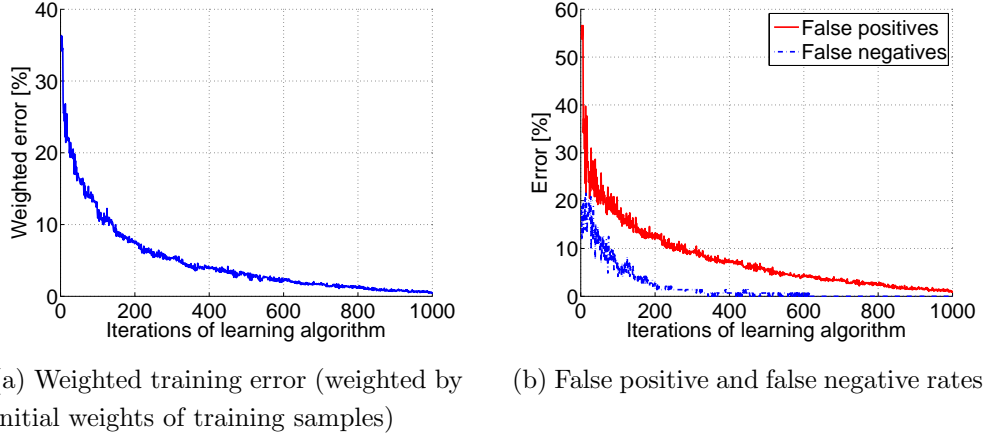 40
30
20
10
0
Weighted error [%]
0 200 400 600 800 1000
Iterations of learning algorithm
60
50
40
30
20
10
0
Error [%]
False positives
False negatives
0 200 400 600 800 1000
Iterations of learning algorithm
a) Weighted training error (weighted by
nitial weights of training samples)
(b) False positive and false negative rates